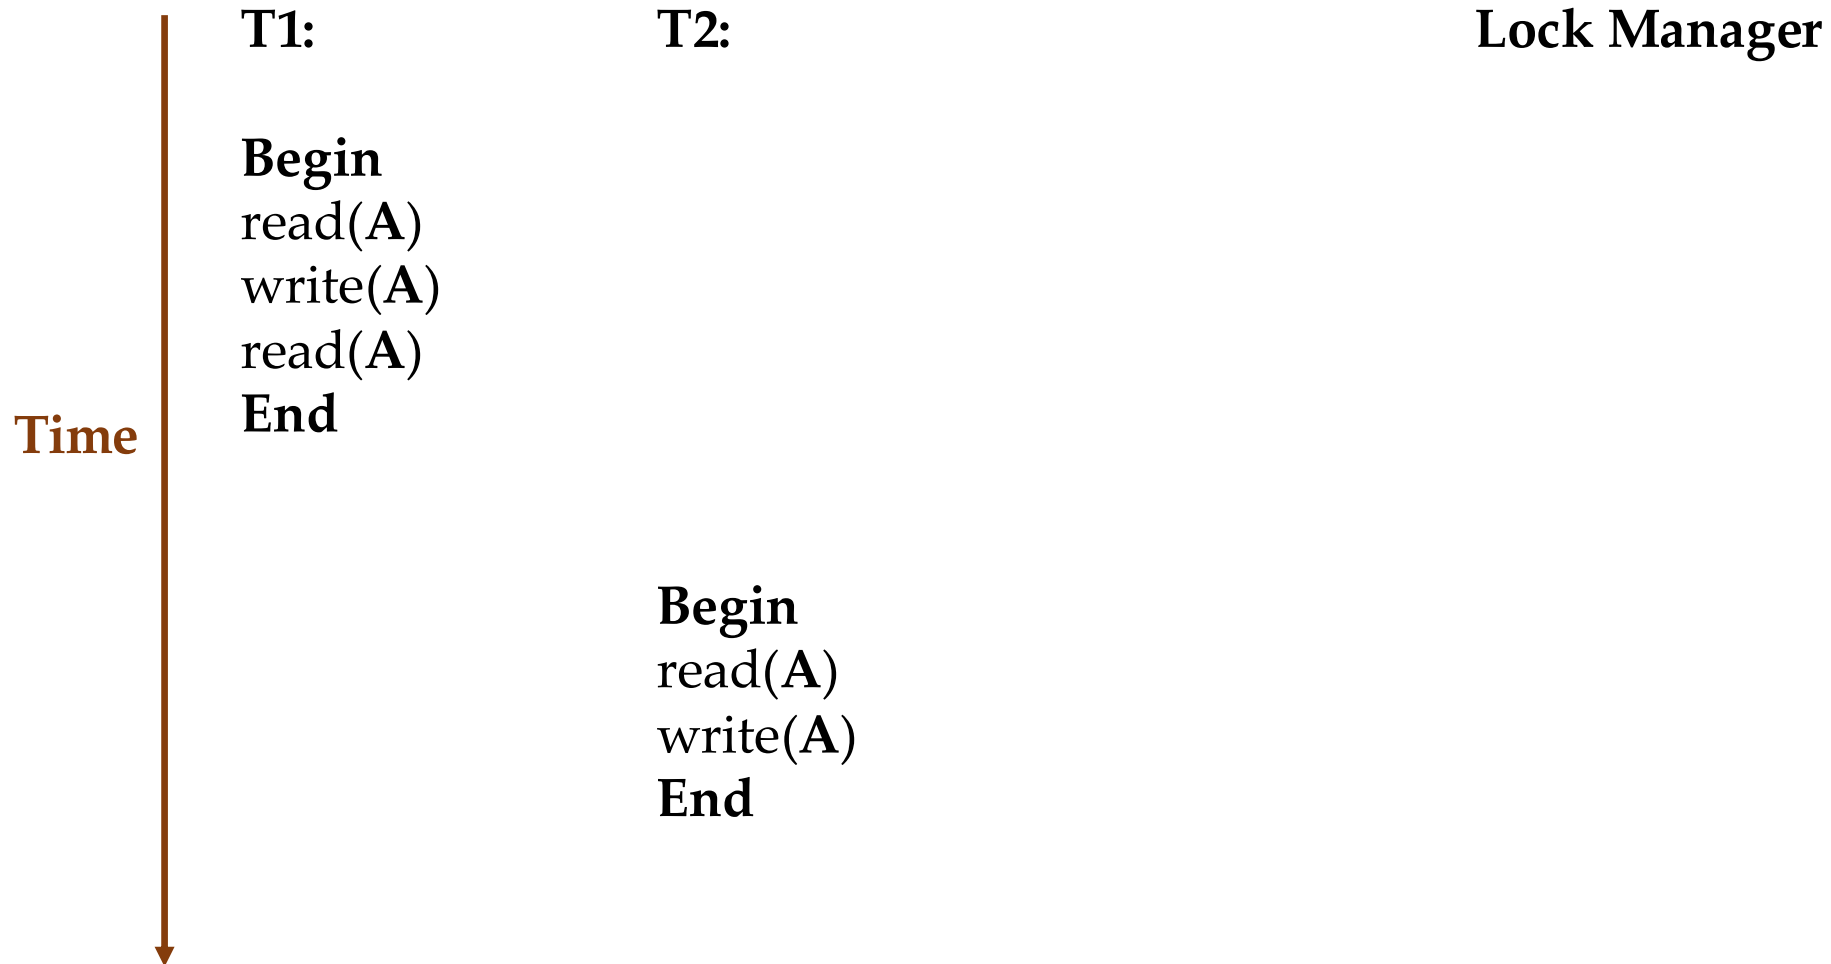 T1: T2: Lock Manager
Begin
read(A)
write(A)
read(A)
End
Time
Begin
read(A)
write(A)
End